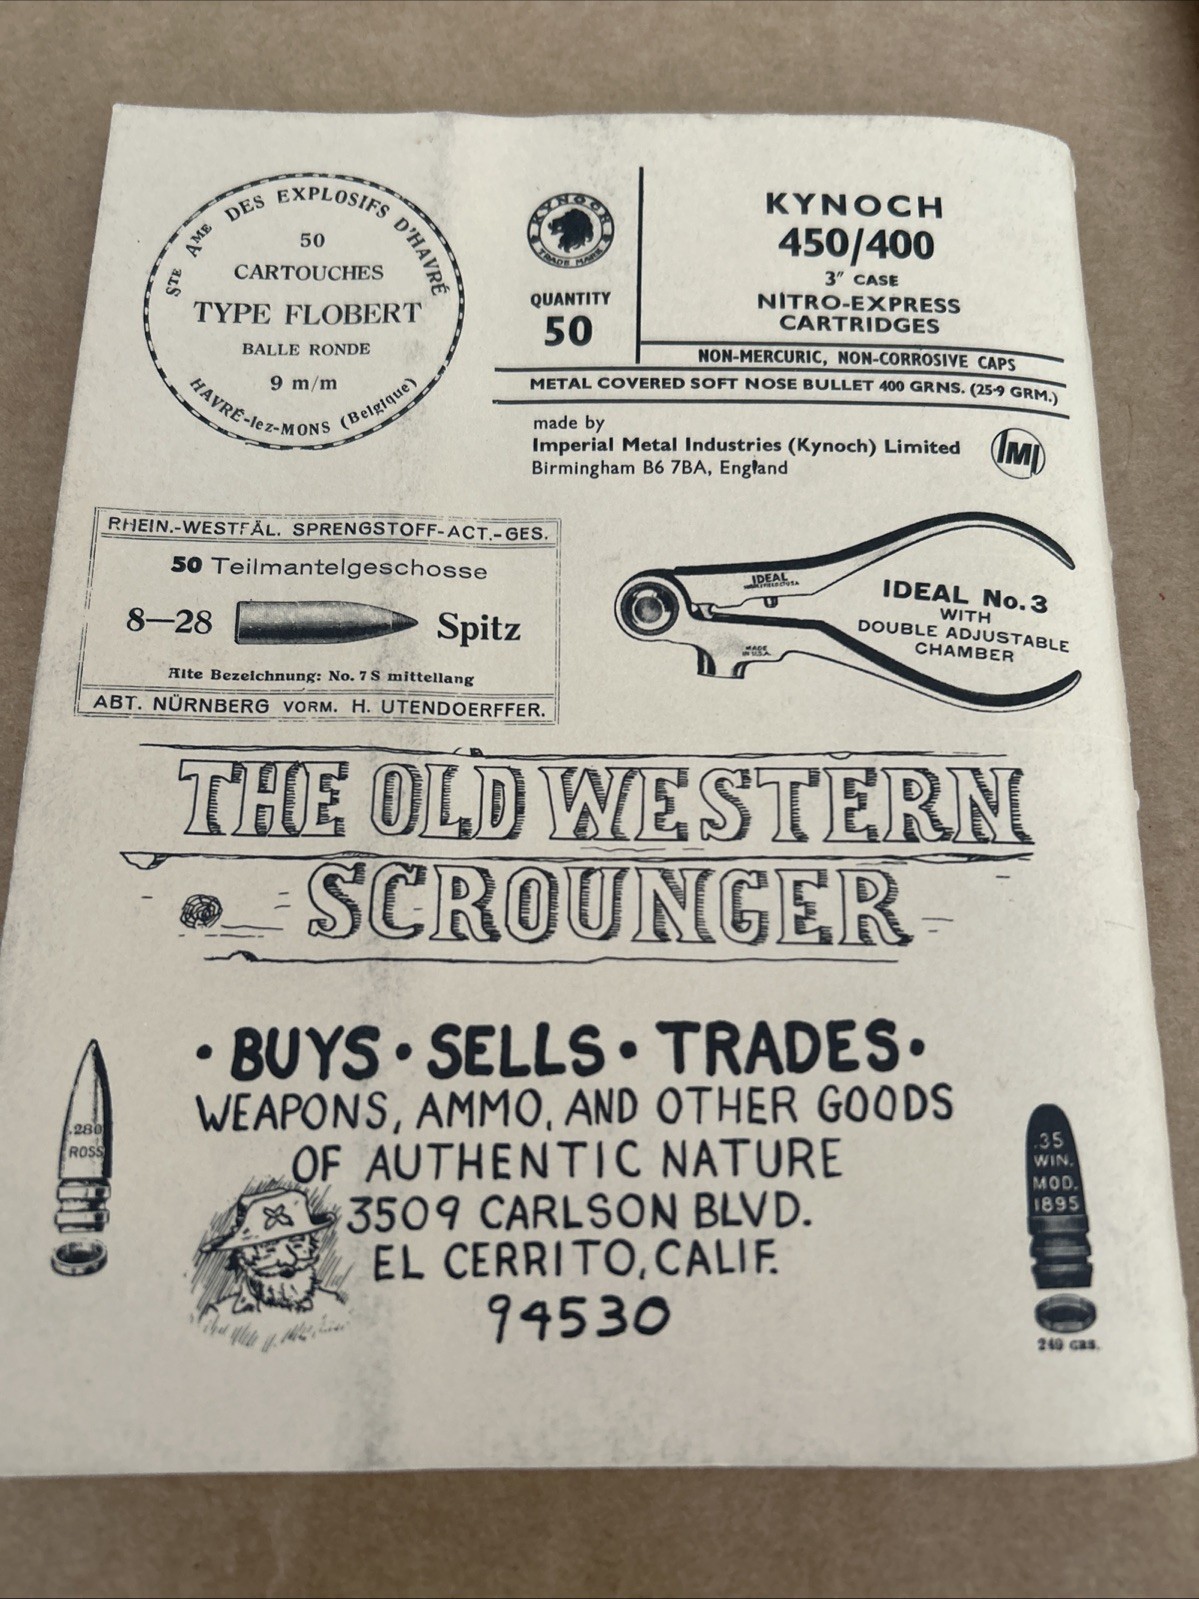 STE AME DES EXPLOSIFS D'HAVRÉ
50
CARTOUCHES
TYPE FLOBERT
BALLE RONDE
9 m/m
HAVRÉ-lez-MONS (Belgique)
KYNOCH
TRADE MARK
QUANTITY
50
KYNOCH
450/400
3" CASE
NITRO-EXPRESS
CARTRIDGES
NON-MERCURIC, NON-CORROSIVE CAPS
METAL COVERED SOFT NOSE BULLET 400 GRNS. (25·9 GRM.)
made by
Imperial Metal Industries (Kynoch) Limited
Birmingham B6 7BA, England
IMI
RHEIN.-WESTFÄL. SPRENGSTOFF-ACT.-GES.
50 Teilmantelgeschosse
8—28 Spitz
Alte Bezeichnung: No. 7 S mittellang
ABT. NÜRNBERG VORM. H. UTENDOERFFER.
IDEAL
MADE
IN U.S.A.
IDEAL No. 3
WITH
DOUBLE ADJUSTABLE
CHAMBER
THE OLD WESTERN
SCROUNGER
• BUYS • SELLS • TRADES •
WEAPONS, AMMO, AND OTHER GOODS
OF AUTHENTIC NATURE
3509 CARLSON BLVD.
EL CERRITO, CALIF.
94530
.280
ROSS
.35
WIN.
MOD.
1895
249 GRS.